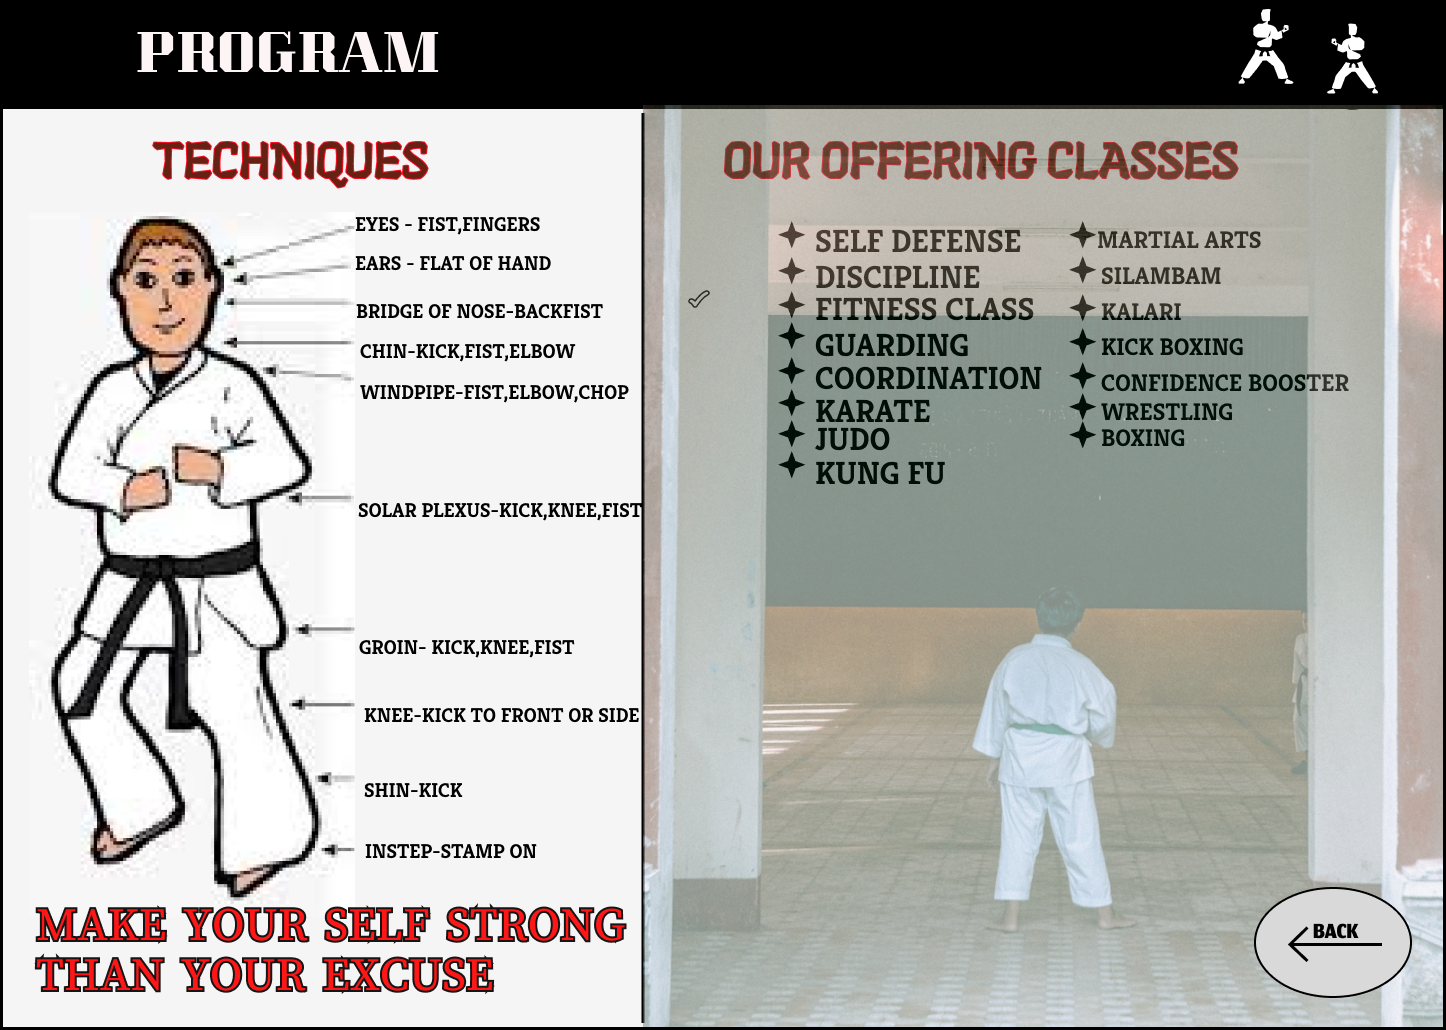 PROGRAM
TECHNIQUES
EYES - FIST,FINGERS
EARS - FLAT OF HAND
BRIDGE OF NOSE-BACKFIST
CHIN-KICK,FIST,ELBOW
WINDPIPE-FIST,ELBOW,CHOP
SOLAR PLEXUS-KICK,KNEE,FIST
GROIN- KICK,KNEE,FIST
KNEE-KICK TO FRONT OR SIDE
SHIN-KICK
INSTEP-STAMP ON
MAKE YOUR SELF STRONG
THAN YOUR EXCUSE
OUR OFFERING CLASSES
SELF DEFENSE
DISCIPLINE
FITNESS CLASS
GUARDING
COORDINATION
KARATE
JUDO
KUNG FU
MARTIAL ARTS
SILAMBAM
KALARI
KICK BOXING
CONFIDENCE BOOSTER
WRESTLING
BOXING
BACK